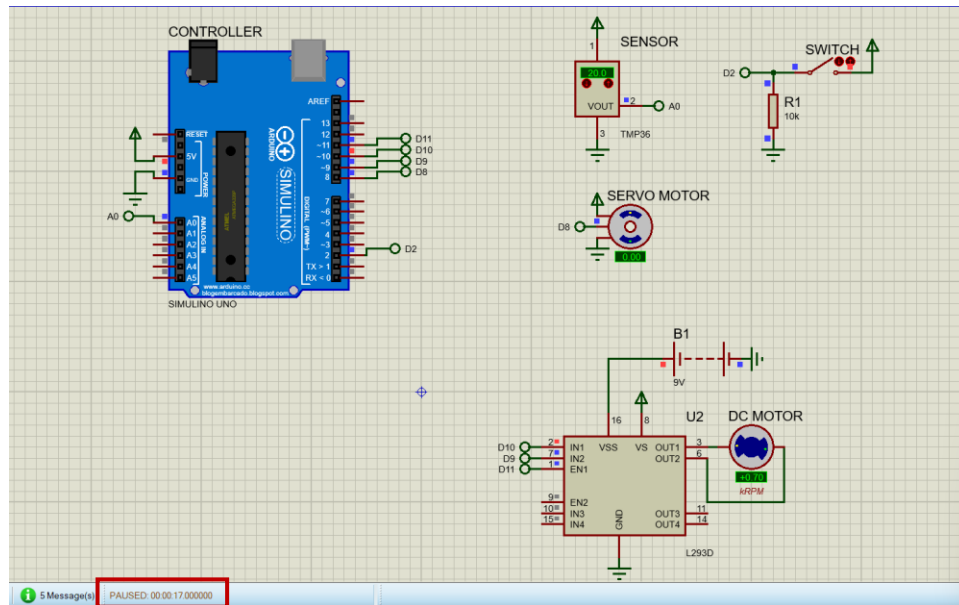 CONTROLLER
AREF
13
12
~11
~10
~9
8
7
~6
~5
4
~3
2
TX > 1
RX < 0
RESET
5V
GND
POWER
A0
A1
A2
A3
A4
A5
ANALOG IN
ARDUINO
SIMULINO
DIGITAL (PWM~)
ATMEL
www.arduino.cc
blogembarcado.blogspot.com
SIMULINO UNO
A0
D11
D10
D9
D8
D2
SENSOR
1
20.0
VOUT
2
A0
3
TMP36
SWITCH
D2
R1
10k
SERVO MOTOR
D8
0.00
B1
9V
U2
DC MOTOR
16
8
D10
2
IN1
VSS
VS
OUT1
3
D9
7
IN2
OUT2
6
D11
1
EN1
+0.70
kRPM
9
EN2
10
IN3
OUT3
11
15
IN4
OUT4
14
GND
L293D
5 Message(s)
PAUSED: 00:00:17.000000